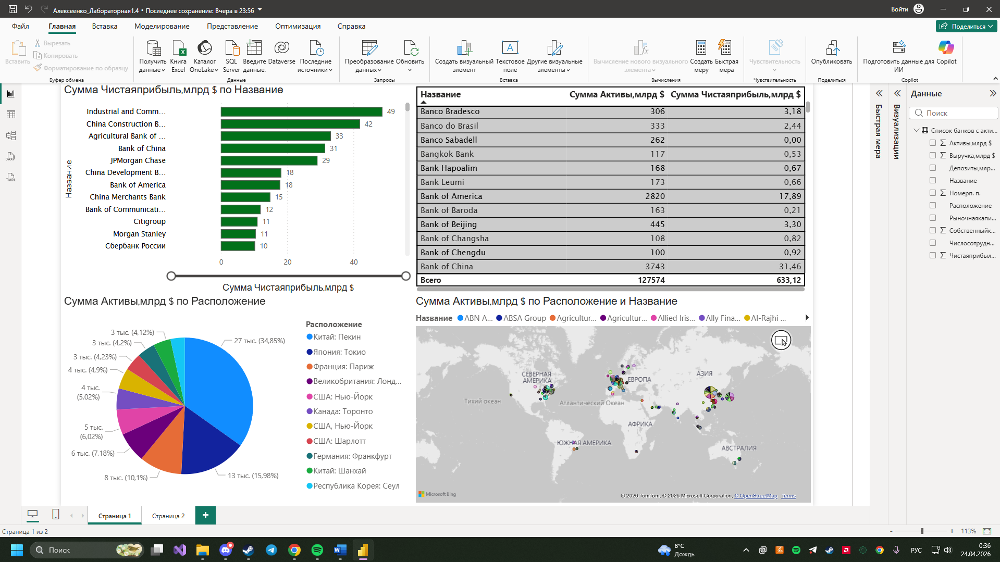 Алексеенко_Лабораторная1.4 • Последнее сохранение: Вчера в 23:56
Войти
Файл
Главная
Вставка
Моделирование
Представление
Оптимизация
Справка
Поделиться
Вставить
Вырезать
Копировать
Форматирование по образцу
Буфер обмена
Получить данные
Книга Excel
Каталог OneLake
SQL Server
Введите данные.
Dataverse
Последние источники
Данные
Преобразование данных
Обновить
Запросы
Создать визуальный элемент
Текстовое поле
Другие визуальные элементы
Вставка
Вычисление нового визуального элемента
Создать меру
Быстрая мера
Вычисления
Чувствительность
Чувствительность
Опубликовать
Поделиться
Подготовить данные для ИИ
Copilot
Copilot
DAX
TMDL
Сумма Чистаяприбыль,млрд $ по Название
Название
Industrial and Comm… 49
China Construction B… 42
Agricultural Bank of … 33
Bank of China 31
JPMorgan Chase 29
China Development B… 18
Bank of America 18
China Merchants Bank 15
Bank of Communicati… 12
Citigroup 11
Morgan Stanley 11
Сбербанк России 10
0 20 40
Сумма Чистаяприбыль,млрд $
Название Сумма Активы,млрд $ Сумма Чистаяприбыль,млрд $
Banco Bradesco 306 3,18
Banco do Brasil 333 2,44
Banco Sabadell 262 0,00
Bangkok Bank 117 0,53
Bank Hapoalim 168 0,67
Bank Leumi 173 0,66
Bank of America 2820 17,89
Bank of Baroda 163 0,21
Bank of Beijing 445 3,30
Bank of Changsha 108 0,82
Bank of Chengdu 100 0,92
Bank of China 3743 31,46
Всего 127574 633,12
Сумма Активы,млрд $ по Расположение
27 тыс. (34,85%)
13 тыс. (15,98%)
8 тыс. (10,1%)
6 тыс. (7,18%)
5 тыс. (6,02%)
4 тыс. (5,02%)
4 тыс. (4,9%)
3 тыс. (4,23%)
3 тыс. (4,2%)
3 тыс. (4,12%)
Расположение
Китай: Пекин
Япония: Токио
Франция: Париж
Великобритания: Лонд...
США: Нью-Йорк
Канада: Торонто
США, Нью-Йорк
США: Шарлотт
Германия: Франкфурт
Китай: Шанхай
Республика Корея: Сеул
Сумма Активы,млрд $ по Расположение и Название
Название ABN A... ABSA Group Agricultur... Agricultur... Allied Iris... Ally Fina... Al-Rajhi ...
СЕВЕРНАЯ АМЕРИКА
ЕВРОПА
АЗИЯ
Тихий океан
Атлантический Океан
АФРИКА
ЮЖНАЯ АМЕРИКА
АВСТРАЛИЯ
Microsoft Bing
© 2026 TomTom, © 2026 Microsoft Corporation, © OpenStreetMap Terms
Быстрая мера
Визуализации
Данные
Поиск
Список банков с акти...
Активы,млрд $
Выручка,млрд $
Депозиты,млр...
Название
Номерп. п.
Расположение
Рыночнаякапи...
Собственныйк...
Числосотрудн...
Чистаяприбыл...
Страница 1
Страница 2
Страница 1 из 2
113%
Поиск
8°C
Дождь
РУС
0:36
24.04.2026